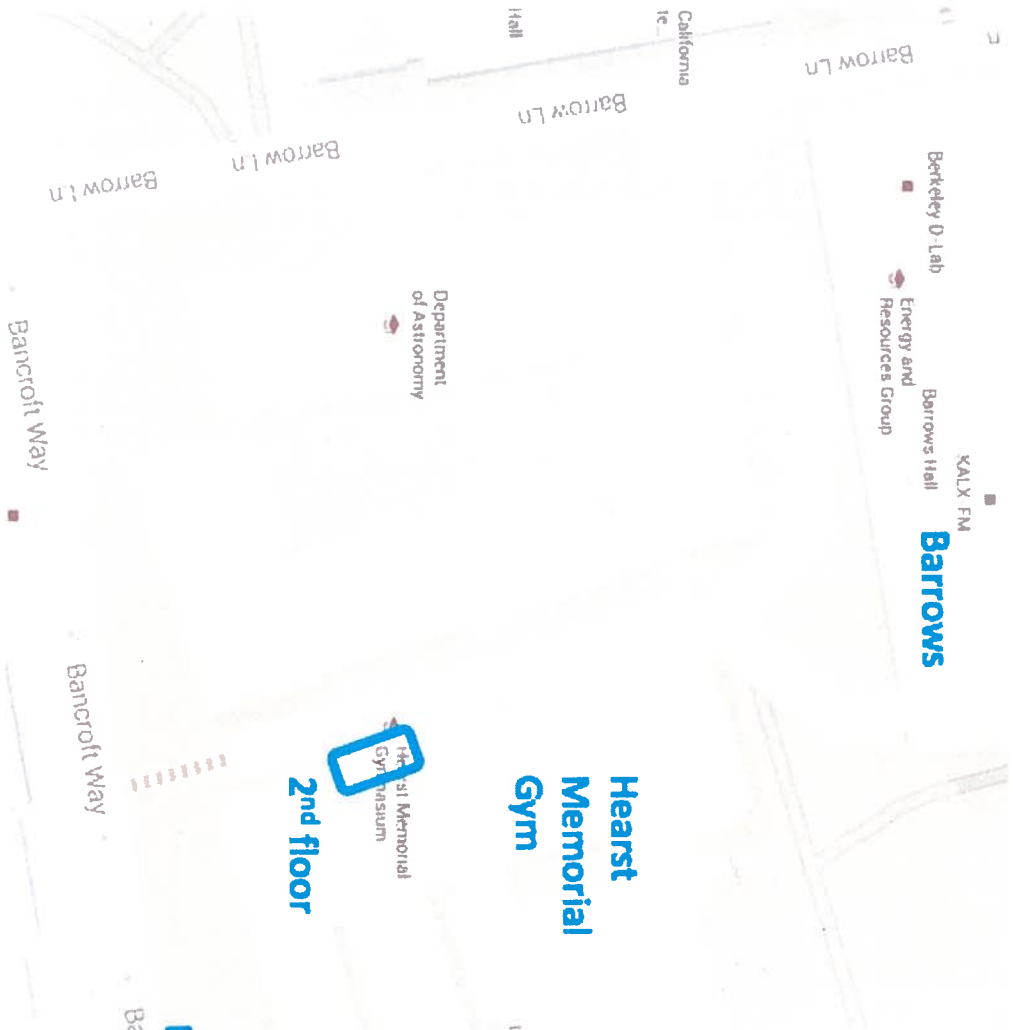 California
Hall
Barrow Ln
Barrow Ln
Barrow Ln
Barrow Ln
Berkeley D-Lab
Energy and
Resources Group
Barrows Hall
KALX FM
Barrows
Department
of Astronomy
Bancroft Way
Bancroft Way
Hearst Memorial
Gymnasium
2nd floor
Hearst
Memorial
Gym